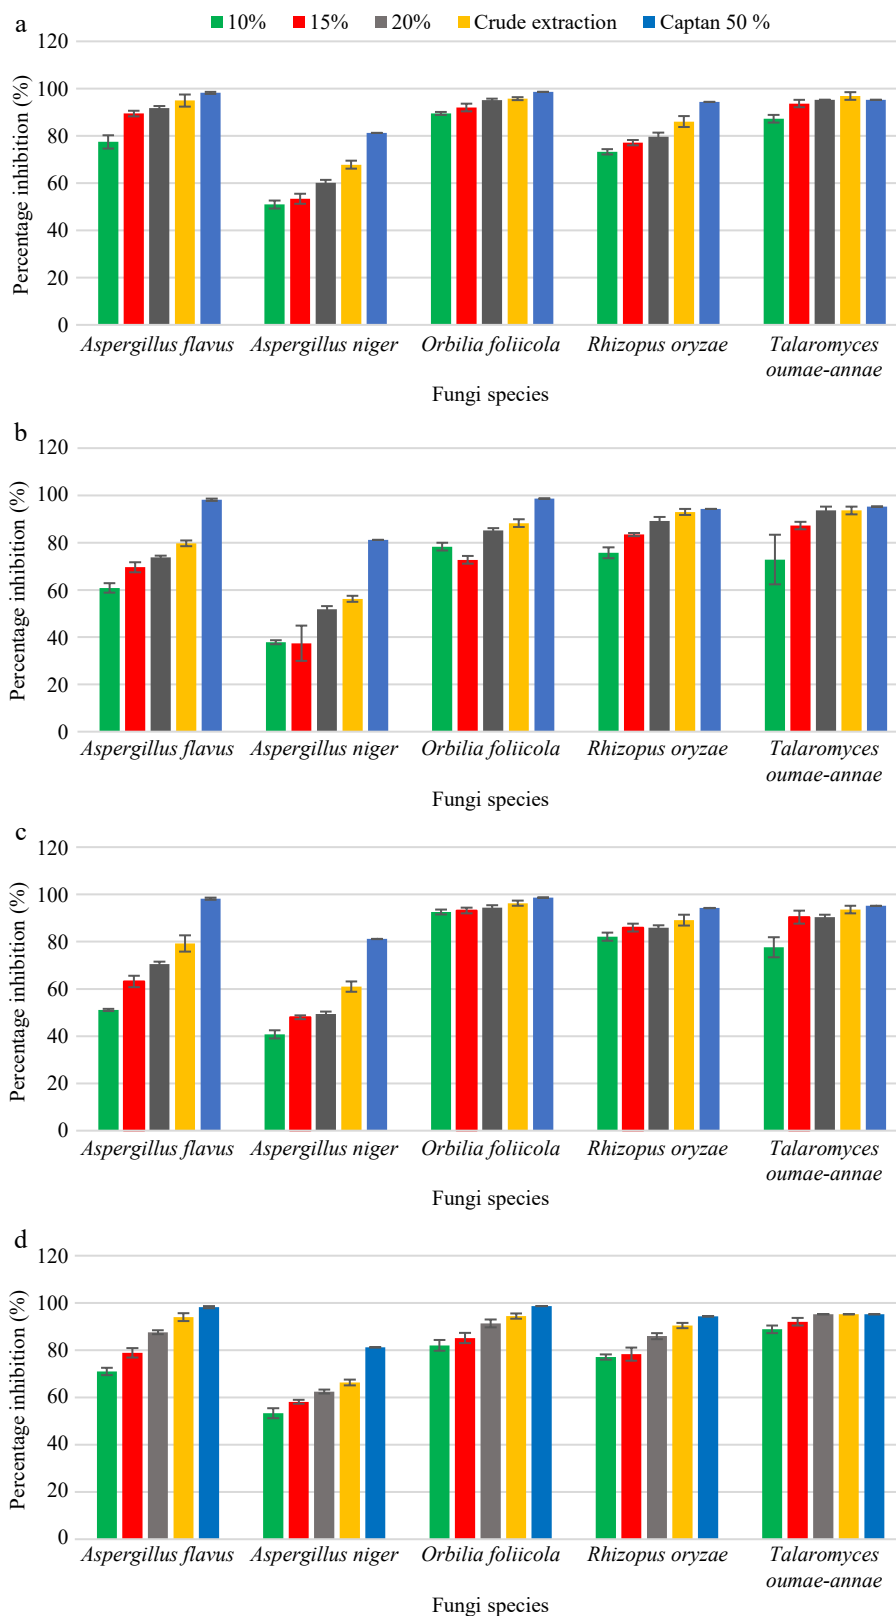 a
10% 15% 20% Crude extraction Captan 50 %
Percentage inhibition (%)
120
100
80
60
40
20
0
Aspergillus flavus Aspergillus niger Orbilia foliicola Rhizopus oryzae Talaromyces
oumae-annae
Fungi species
b
Percentage inhibition (%)
120
100
80
60
40
20
0
Aspergillus flavus Aspergillus niger Orbilia foliicola Rhizopus oryzae Talaromyces
oumae-annae
Fungi species
c
Percentage inhibition (%)
120
100
80
60
40
20
0
Aspergillus flavus Aspergillus niger Orbilia foliicola Rhizopus oryzae Talaromyces
oumae-annae
Fungi species
d
Percentage inhibition (%)
120
100
80
60
40
20
0
Aspergillus flavus Aspergillus niger Orbilia foliicola Rhizopus oryzae Talaromyces
oumae-annae
Fungi species